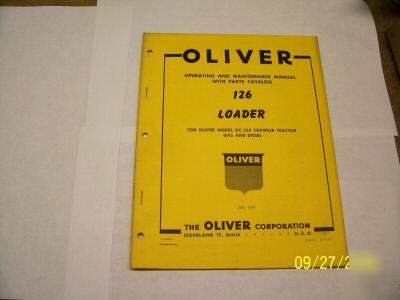 OLIVER
OPERATING AND MAINTENANCE MANUAL
WITH PARTS CATALOG
126
LOADER
FOR OLIVER MODEL OC-126 CRAWLER TRACTOR
GAS AND DIESEL
OLIVER
THE OLIVER CORPORATION
CLEVELAND 17, OHIO U. S. A.
09/27/2